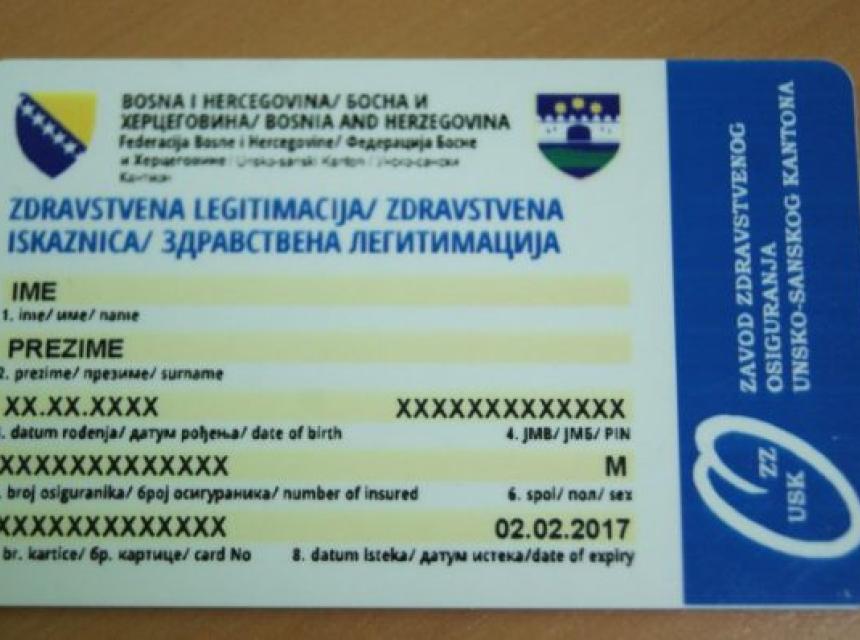 BOSNA I HERCEGOVINA/ БОСНА И
ХЕРЦЕГОВИНА/ BOSNIA AND HERZEGOVINA
Federacija Bosne i Hercegovine/ Федерација Босне
и Херцеговине / Unsko-sanski Kanton / Унско-сански
Кантон
ZDRAVSTVENA LEGITIMACIJA/ ZDRAVSTVENA
ISKAZNICA/ ЗДРАВСТВЕНА ЛЕГИТИМАЦИЈА
IME
1. ime/ име/ name
PREZIME
2. prezime/ презиме/ surname
XX.XX.XXXX XXXXXXXXXXXXX
. datum rođenja/ датум рођења/ date of birth 4. JMB/ ЈМБ/ PIN
XXXXXXXXXXXXX M
. broj osiguranika/ број осигураника/ number of insured 6. spol/ пол/ sex
XXXXXXXXXXXXX 02.02.2017
br. kartice/ бр. картице/ card No 8. datum isteka/ датум истека/date of expiry
ZAVOD ZDRAVSTVENOG
OSIGURANJA
UNSKO-SANSKOG KANTONA
ZZ
USK